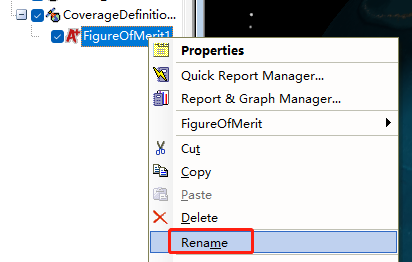 CoverageDefinitio...
FigureOfMerit1
Properties
Quick Report Manager...
Report & Graph Manager...
FigureOfMerit
Cut
Copy
Paste
Delete
Rename